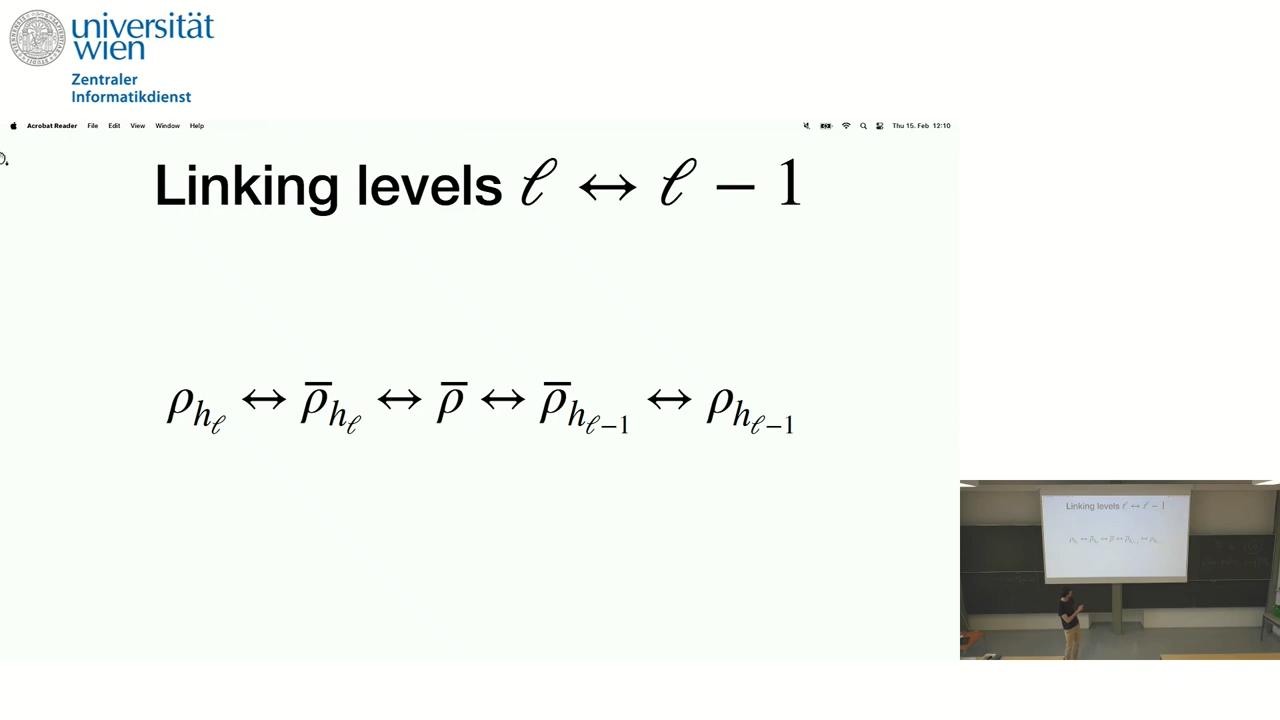 universität
wien
Zentraler
Informatikdienst
Acrobat Reader File Edit View Window Help Thu 15. Feb 12:10
Linking levels ℓ ↔ ℓ − 1
ρ_{h_ℓ} ↔ ρ̅_{h_ℓ} ↔ ρ̅ ↔ ρ̅_{h_{ℓ−1}} ↔ ρ_{h_{ℓ−1}}
Linking levels ℓ ↔ ℓ − 1